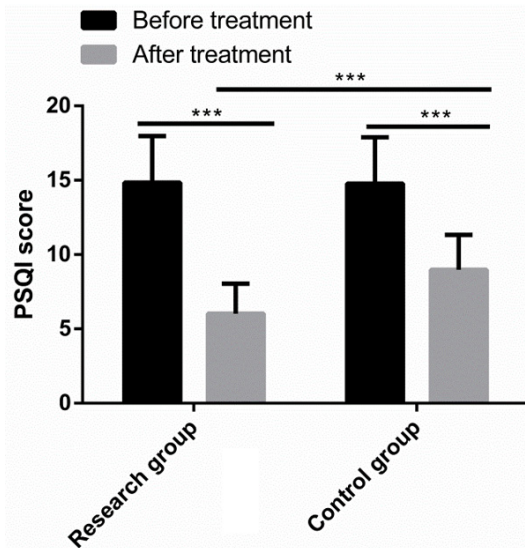 Before treatment
After treatment
***
***
***
20
15
10
5
0
PSQI score
Research group
Control group